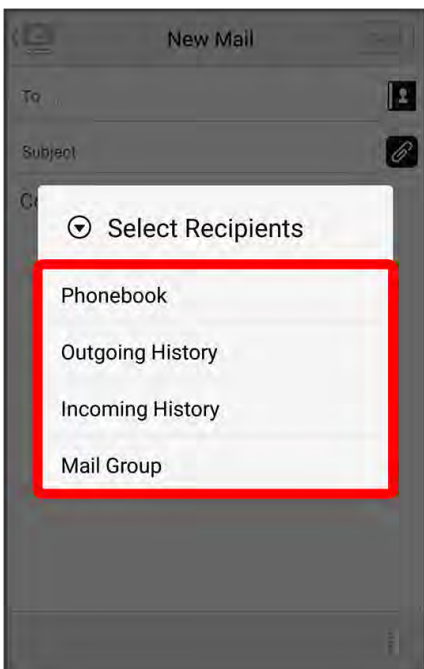 New Mail
To
Subject
Select Recipients
Phonebook
Outgoing History
Incoming History
Mail Group